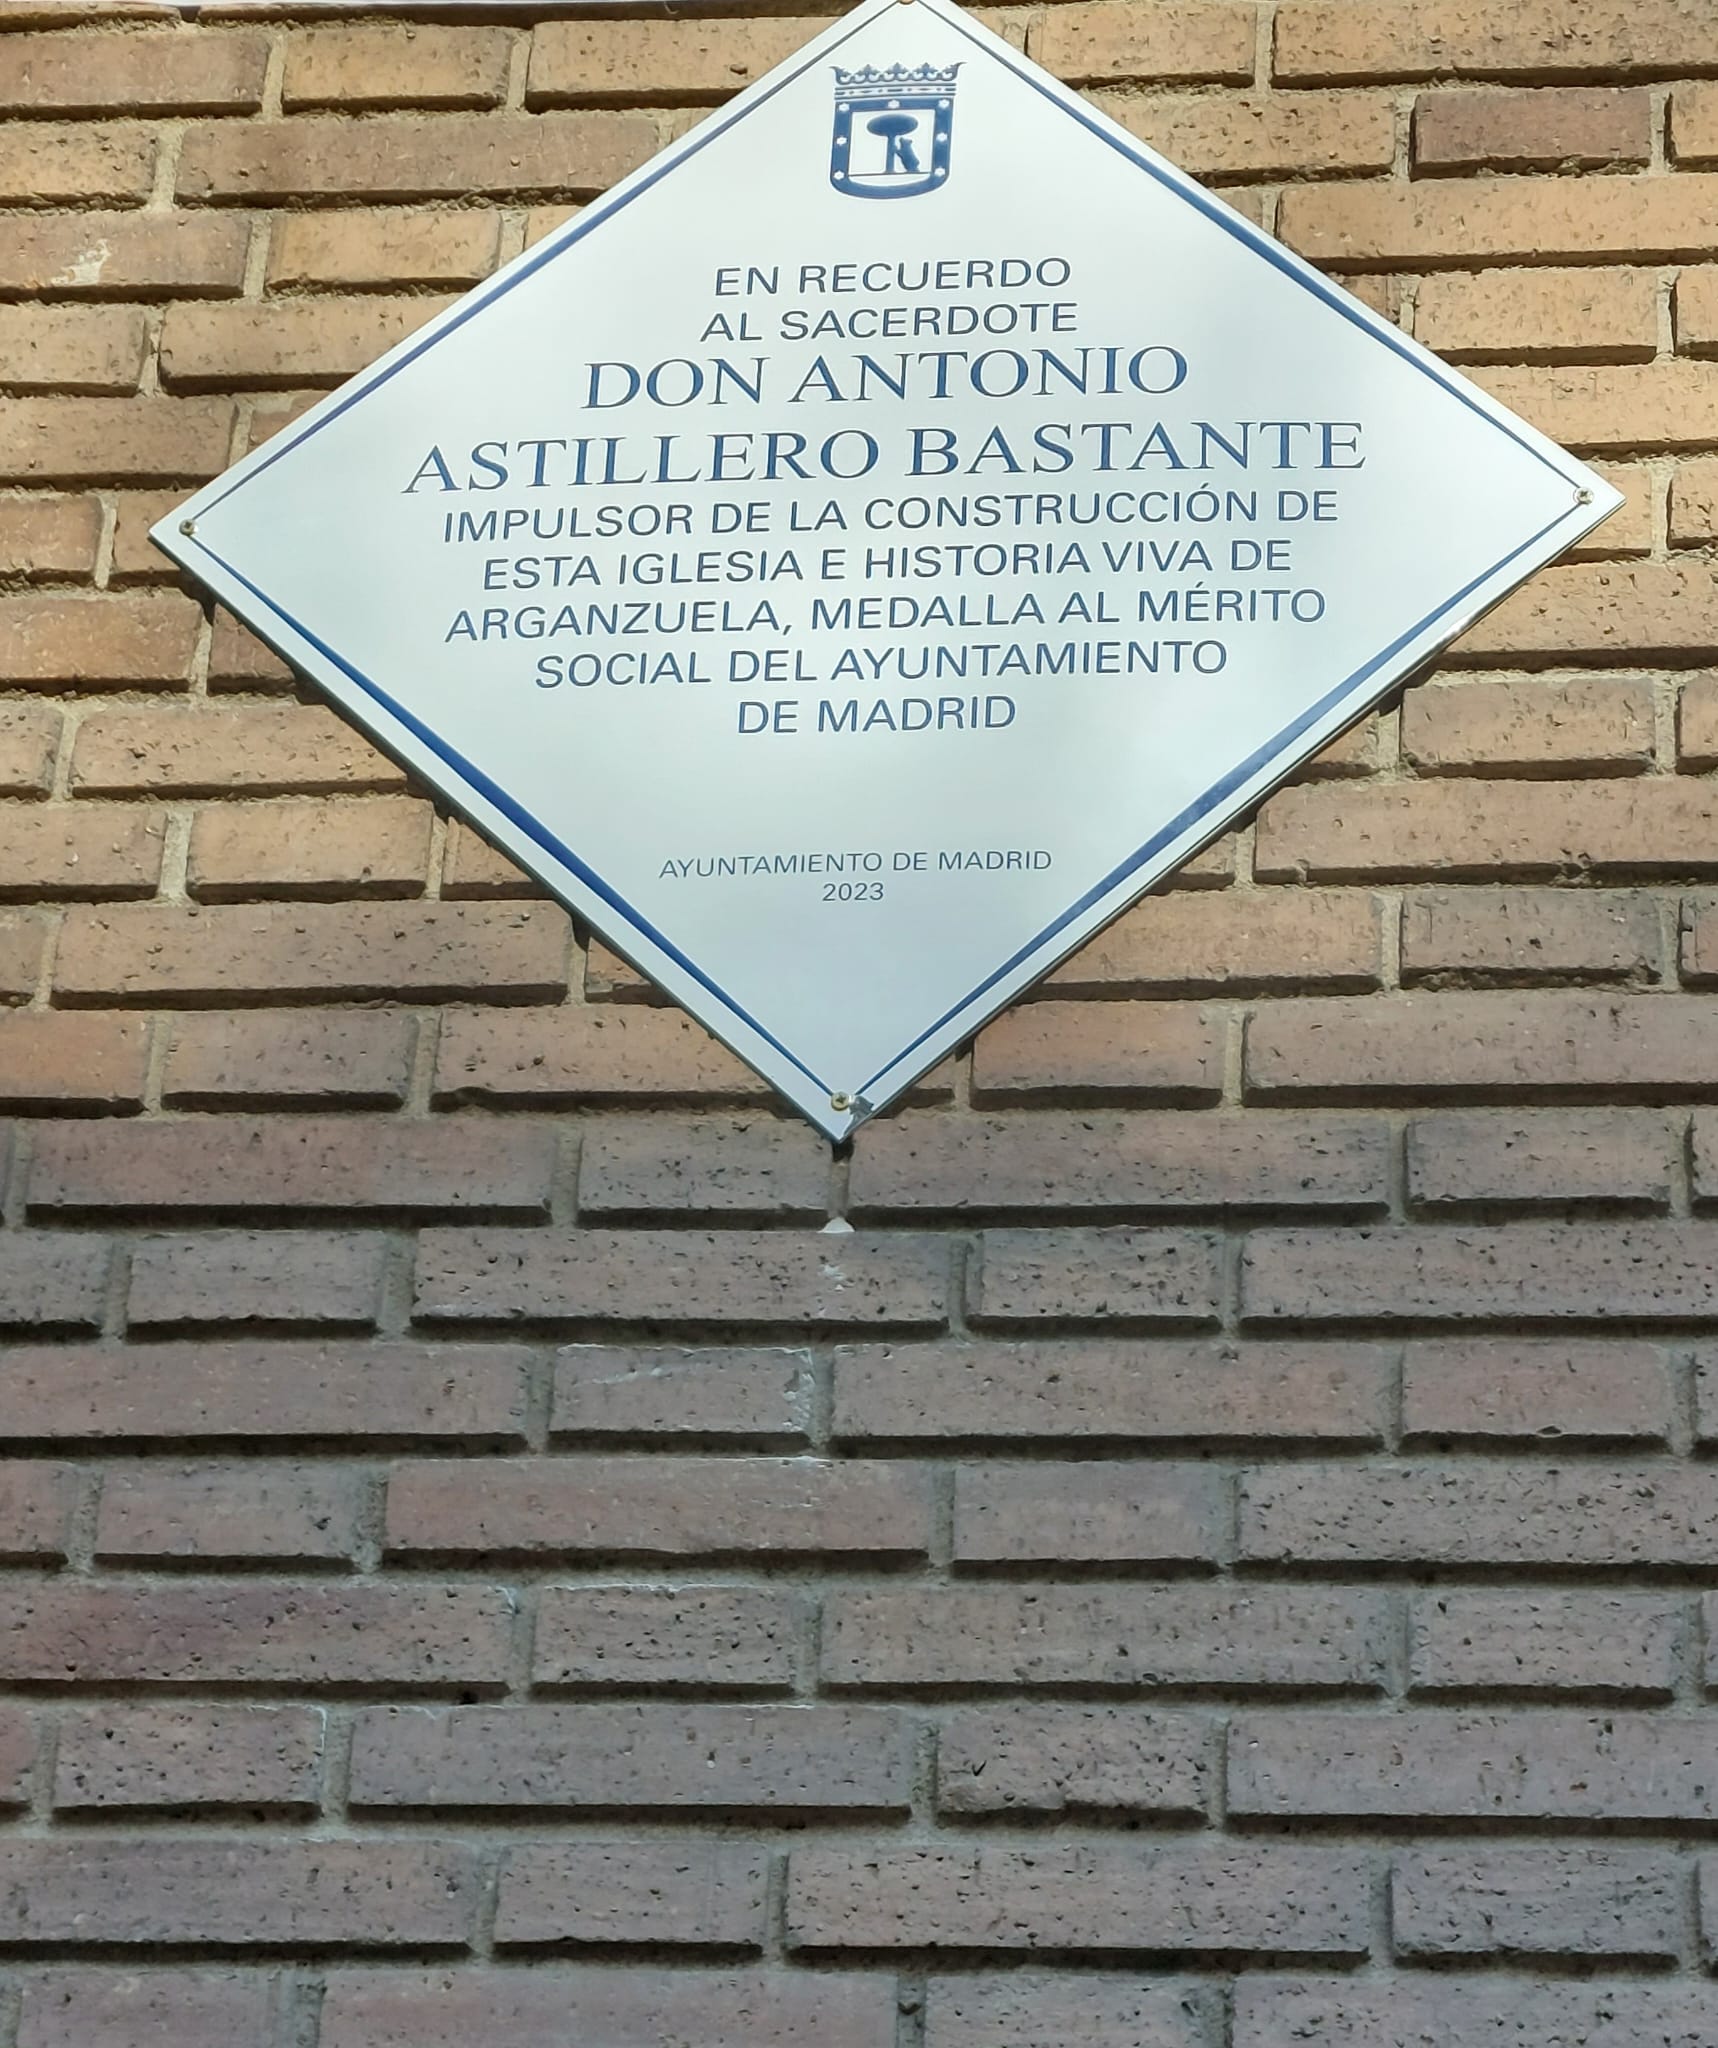 EN RECUERDO
AL SACERDOTE
DON ANTONIO
ASTILLERO BASTANTE
IMPULSOR DE LA CONSTRUCCIÓN DE
ESTA IGLESIA E HISTORIA VIVA DE
ARGANZUELA, MEDALLA AL MÉRITO
SOCIAL DEL AYUNTAMIENTO
DE MADRID
AYUNTAMIENTO DE MADRID
2023